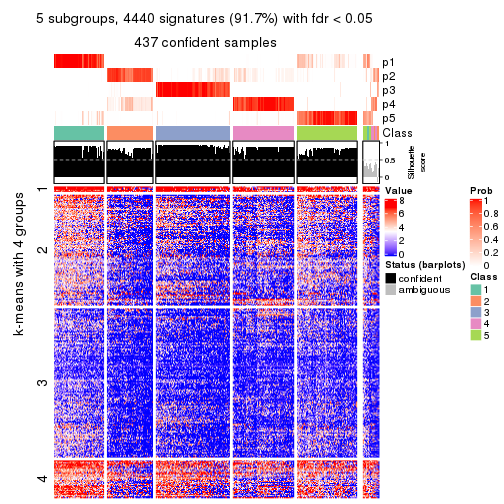 5 subgroups, 4440 signatures (91.7%) with fdr < 0.05
437 confident samples
p1
p2
p3
p4
p5
Class
1
0.5
0
Silhouette
score
k-means with 4 groups
1
2
3
4
Value
8
6
4
2
0
Status (barplots)
confident
ambiguous
Prob
1
0.8
0.6
0.4
0.2
0
Class
1
2
3
4
5